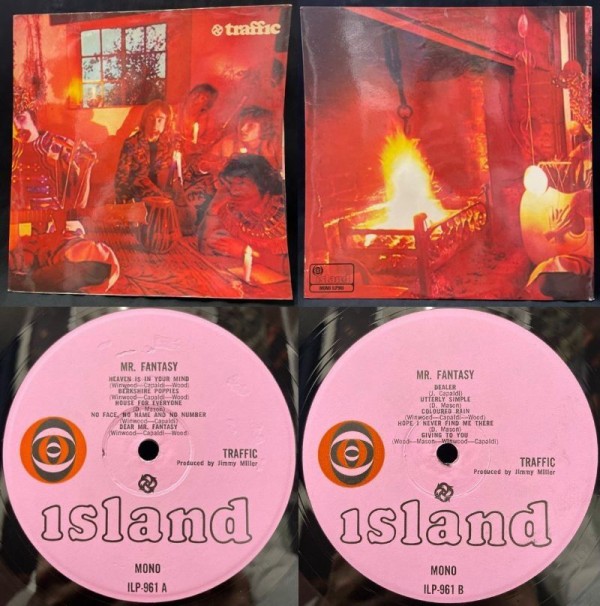 traffic
island
MR. FANTASY
HEAVEN IS IN YOUR MIND
(Winwood—Capaldi—Wood)
BERKSHIRE POPPIES
(Winwood—Capaldi—Wood)
HOUSE FOR EVERYONE
(D. Mason)
NO FACE, NO NAME AND NO NUMBER
(Winwood—Capaldi—Wood)
DEAR MR. FANTASY
(Winwood—Capaldi—Wood)
TRAFFIC
Produced by Jimmy Miller
island
MONO
ILP-961 A
MR. FANTASY
DEALER
(J. Capaldi)
UTTERLY SIMPLE
(D. Mason)
COLOURED RAIN
(Winwood—Capaldi—Wood)
HOPE I NEVER FIND ME THERE
(D. Mason)
GIVING TO YOU
(Wood—Mason—Winwood—Capaldi)
TRAFFIC
Produced by Jimmy Miller
island
MONO
ILP-961 B